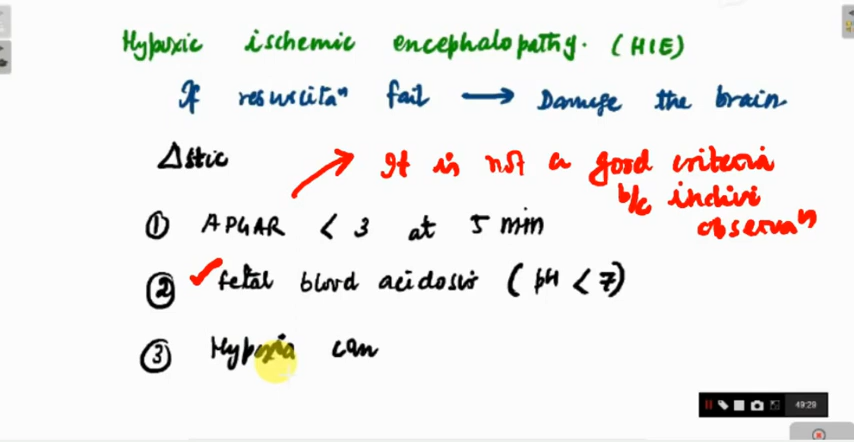 Hypoxic ischemic encephalopathy. (HIE)
If resuscitaⁿ fail → Damage the brain
Δstic
→ It is not a good criteria
b/c indivi
observaⁿ
① APGAR < 3 at 5 min
② ✓ fetal blood acidosis (pH < 7)
③ Hypoxia can
49:29